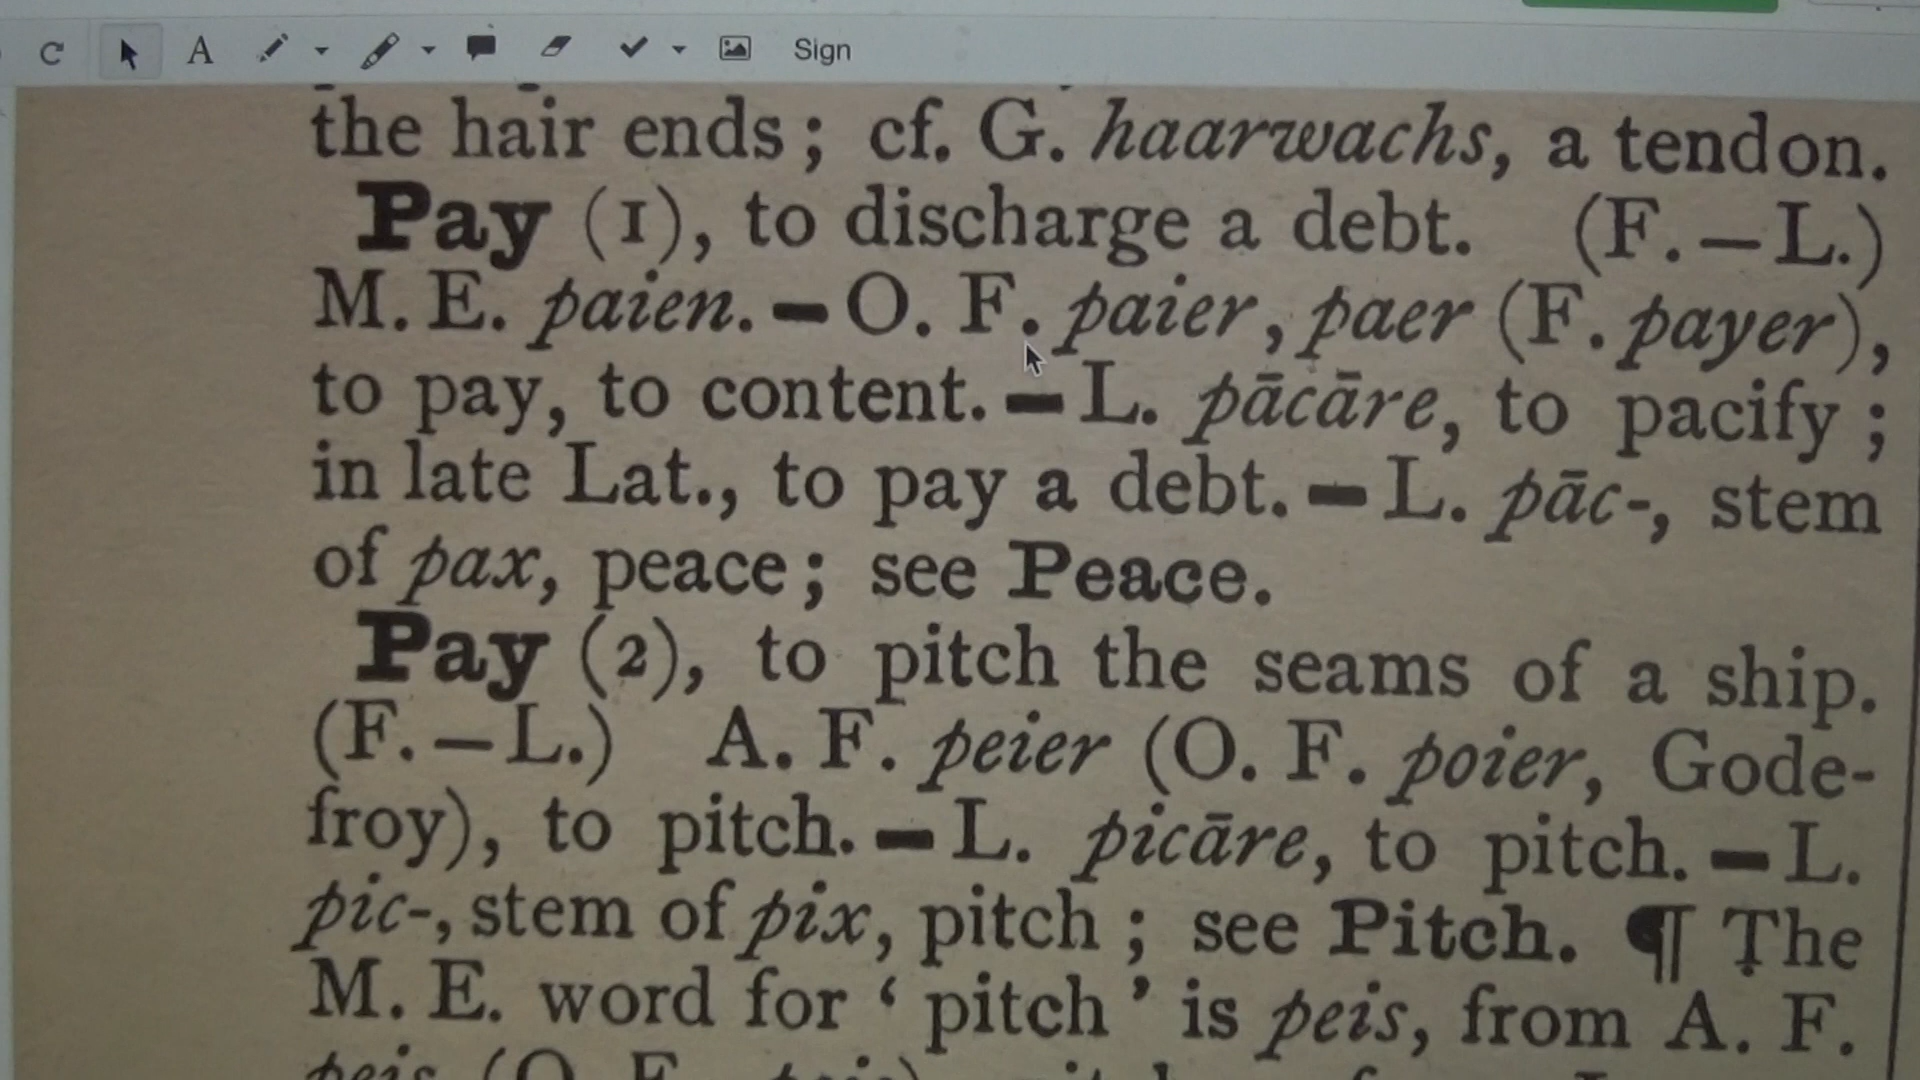 A
Sign
the hair ends; cf. G. haarwachs, a tendon.
Pay (1), to discharge a debt. (F.–L.)
M. E. paien. – O. F. paier, paer (F. payer),
to pay, to content. – L. pācāre, to pacify;
in late Lat., to pay a debt. – L. pāc-, stem
of pax, peace; see Peace.
Pay (2), to pitch the seams of a ship.
(F.–L.) A. F. peier (O. F. poier, Gode-
froy), to pitch. – L. picāre, to pitch. – L.
pic-, stem of pix, pitch; see Pitch. ¶ The
M. E. word for ‘pitch’ is peis, from A. F.
peis (O. F.